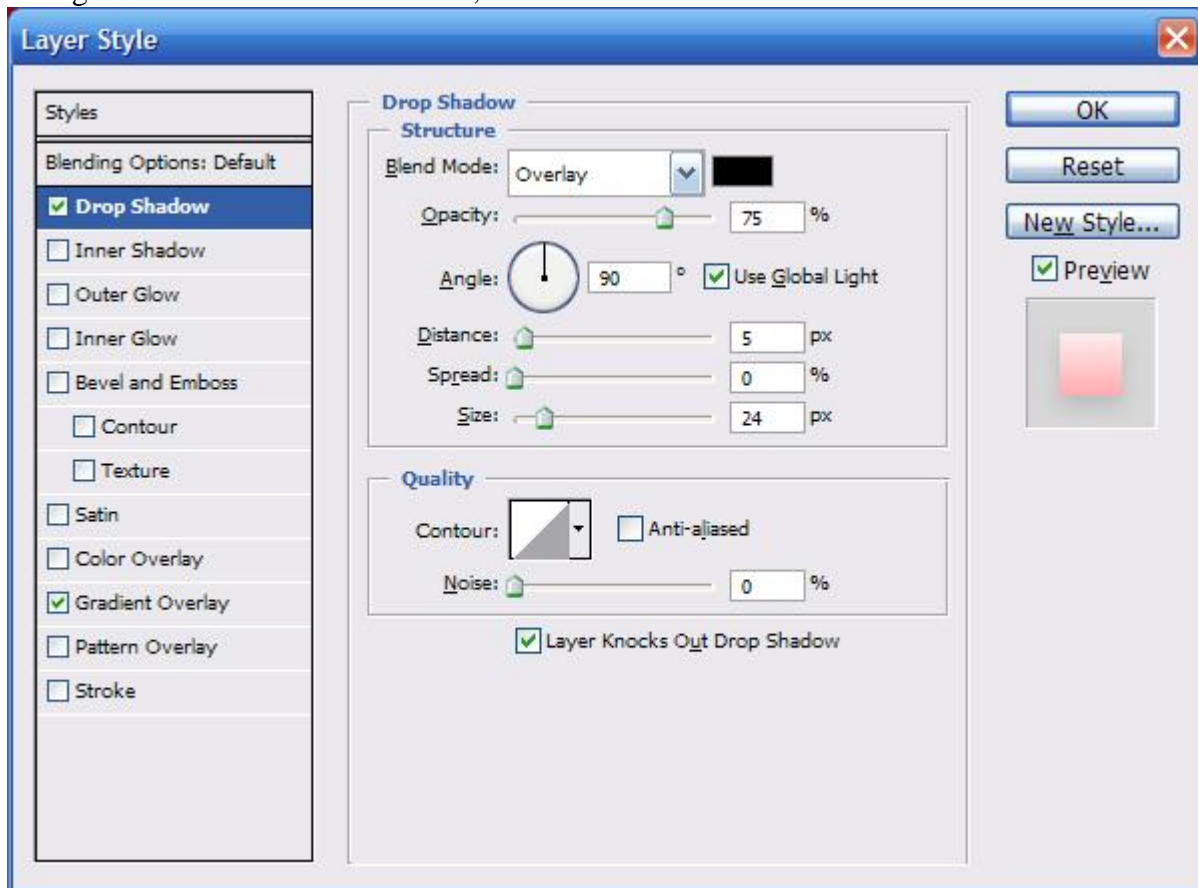 Layer Style
Styles
Blending Options: Default
Drop Shadow
Inner Shadow
Outer Glow
Inner Glow
Bevel and Emboss
Contour
Texture
Satin
Color Overlay
Gradient Overlay
Pattern Overlay
Stroke
Drop Shadow
Structure
Blend Mode: Overlay
Opacity: 75 %
Angle: 90 ° Use Global Light
Distance: 5 px
Spread: 0 %
Size: 24 px
Quality
Contour: Anti-aliased
Noise: 0 %
Layer Knocks Out Drop Shadow
OK
Reset
New Style...
Preview